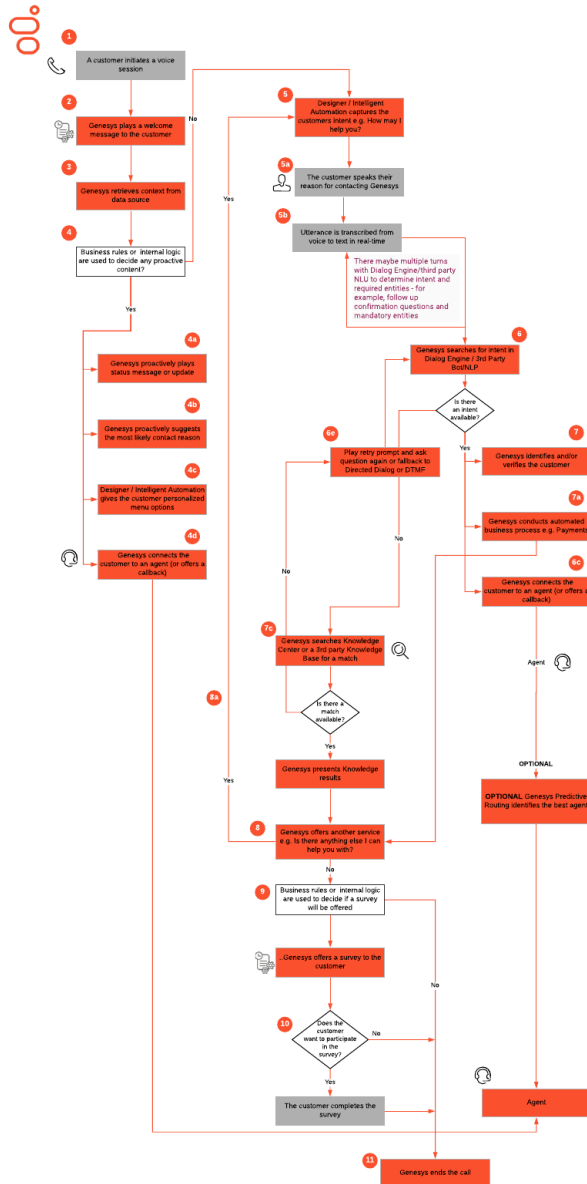 1
A customer initiates a voice
session
2
Genesys plays a welcome
message to the customer
No
3
Genesys retrieves context from
data source
4
Business rules or internal logic
are used to decide any proactive
content?
Yes
4a
Genesys proactively plays
status message or update
4b
Genesys proactively suggests
the most likely contact reason
4c
Designer / Intelligent Automation
gives the customer personalized
menu options
4d
Genesys connects the
customer to an agent (or offers a
callback)
5
Designer / Intelligent
Automation captures the
customers intent e.g. How may I
help you?
Yes
5a
The customer speaks their
reason for contacting Genesys
5b
Utterance is transcribed from
voice to text in real-time
There maybe multiple turns
with Dialog Engine/third party
NLU to determine intent and
required entities - for
example, follow up
confirmation questions and
mandatory entities
6
Genesys searches for intent in
Dialog Engine / 3rd Party
Bot/NLP
Is there
an intent
available?
Yes
No
6e
Play retry prompt and ask
question again or fallback to
Directed Dialog or DTMF
No
7
Genesys identifies and/or
verifies the customer
7a
Genesys conducts automated
business process e.g. Payments
6c
Genesys connects the
customer to an agent (or offers a
callback)
Agent
OPTIONAL
OPTIONAL Genesys Predictive
Routing identifies the best agent
7c
Genesys searches Knowledge
Center or a 3rd party Knowledge
Base for a match
Is there a
match
available?
Yes
Genesys presents Knowledge
results
8a
Yes
8
Genesys offers another service
e.g. Is there anything else I can
help you with?
No
9
Business rules or internal logic
are used to decide if a survey
will be offered
No
...Genesys offers a survey to the
customer
10
Does the
customer
want to participate
in the
survey?
No
Yes
The customer completes the
survey
Agent
11
Genesys ends the call